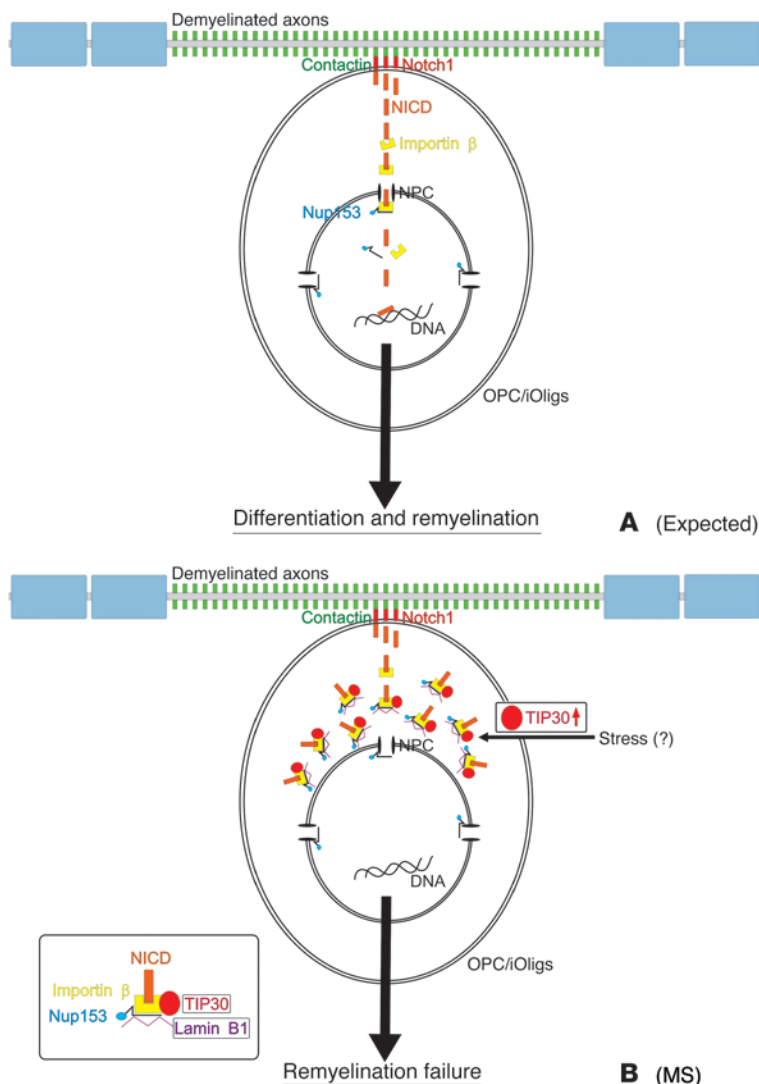 Demyelinated axons
Contactin Notch1
NICD
Importin β
NPC
Nup153
DNA
OPC/iOligs
Differentiation and remyelination
A (Expected)
Demyelinated axons
Contactin Notch1
TIP30
Stress (?)
NPC
DNA
OPC/iOligs
NICD
Importin β
TIP30
Nup153
Lamin B1
Remyelination failure
B (MS)